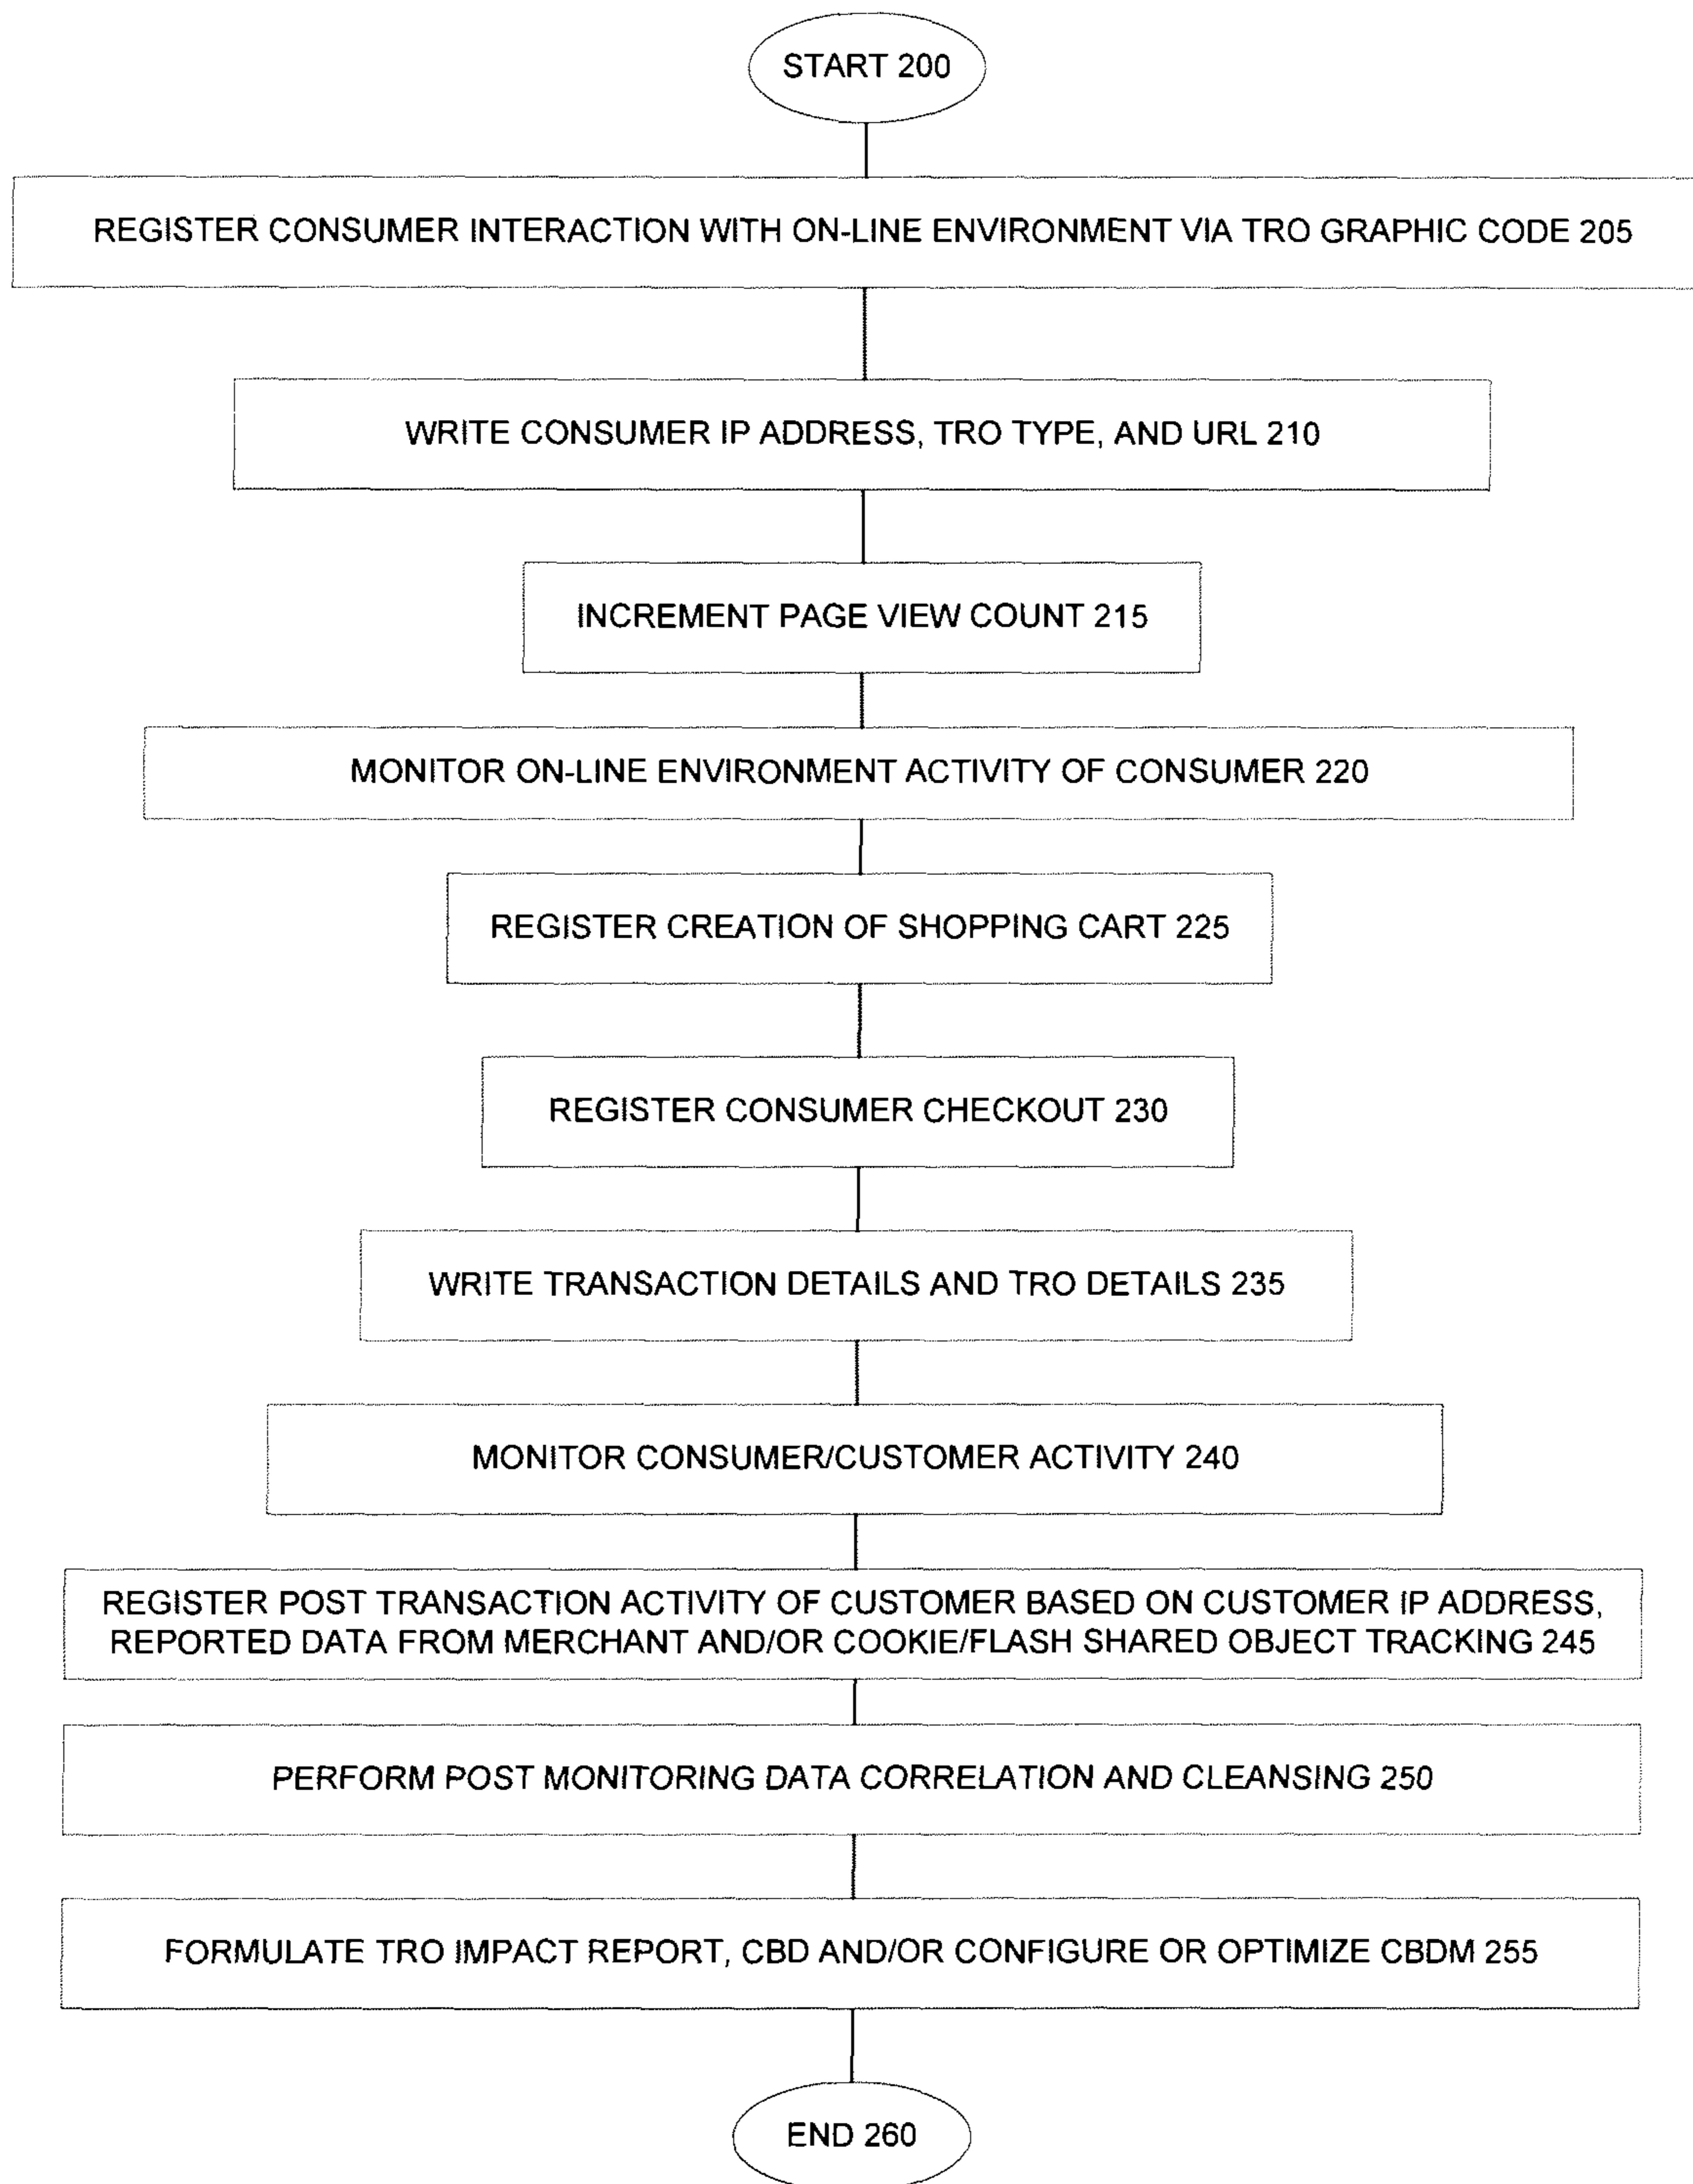 START 200
REGISTER CONSUMER INTERACTION WITH ON-LINE ENVIRONMENT VIA TRO GRAPHIC CODE 205
WRITE CONSUMER IP ADDRESS, TRO TYPE, AND URL 210
INCREMENT PAGE VIEW COUNT 215
MONITOR ON-LINE ENVIRONMENT ACTIVITY OF CONSUMER 220
REGISTER CREATION OF SHOPPING CART 225
REGISTER CONSUMER CHECKOUT 230
WRITE TRANSACTION DETAILS AND TRO DETAILS 235
MONITOR CONSUMER/CUSTOMER ACTIVITY 240
REGISTER POST TRANSACTION ACTIVITY OF CUSTOMER BASED ON CUSTOMER IP ADDRESS,
REPORTED DATA FROM MERCHANT AND/OR COOKIE/FLASH SHARED OBJECT TRACKING 245
PERFORM POST MONITORING DATA CORRELATION AND CLEANSING 250
FORMULATE TRO IMPACT REPORT, CBD AND/OR CONFIGURE OR OPTIMIZE CBDM 255
END 260